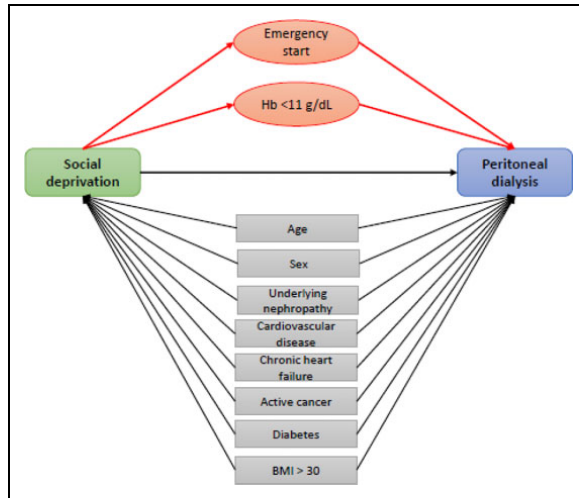 Emergency
start
Hb <11 g/dL
Social
deprivation
Peritoneal
dialysis
Age
Sex
Underlying
nephropathy
Cardiovascular
disease
Chronic heart
failure
Active cancer
Diabetes
BMI > 30